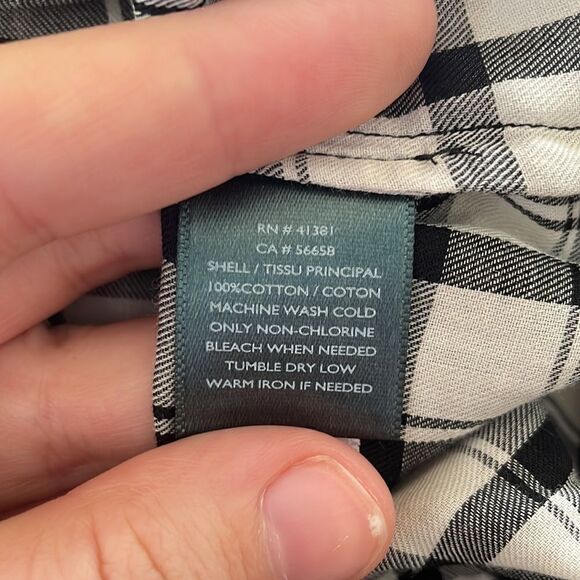 RN # 41381
CA # 56658
SHELL / TISSU PRINCIPAL
100%COTTON / COTON
MACHINE WASH COLD
ONLY NON-CHLORINE
BLEACH WHEN NEEDED
TUMBLE DRY LOW
WARM IRON IF NEEDED